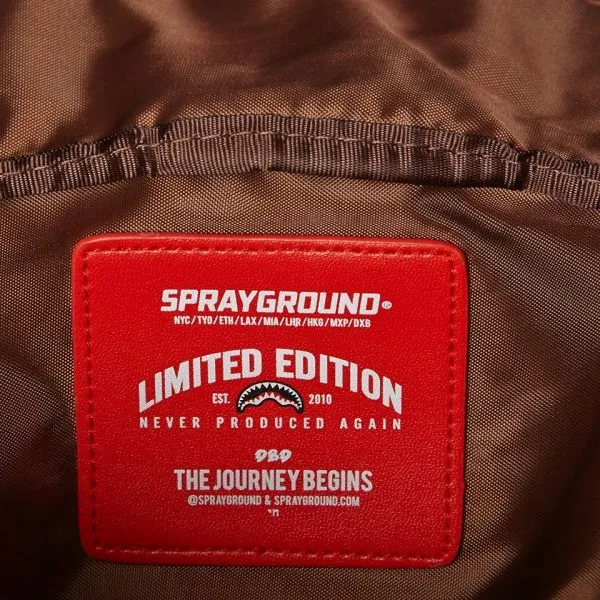 SPRAYGROUND®
NYC/TYO/ETH/LAX/MIA/LHR/HKG/MXP/DXB
LIMITED EDITION
EST. 2010
NEVER PRODUCED AGAIN
DBD
THE JOURNEY BEGINS
@SPRAYGROUND & SPRAYGROUND.COM